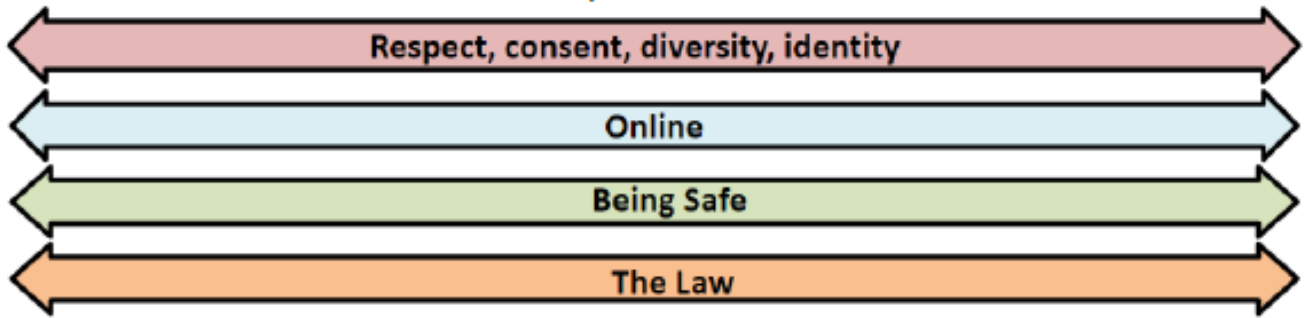 Respect, consent, diversity, identity
Online
Being Safe
The Law